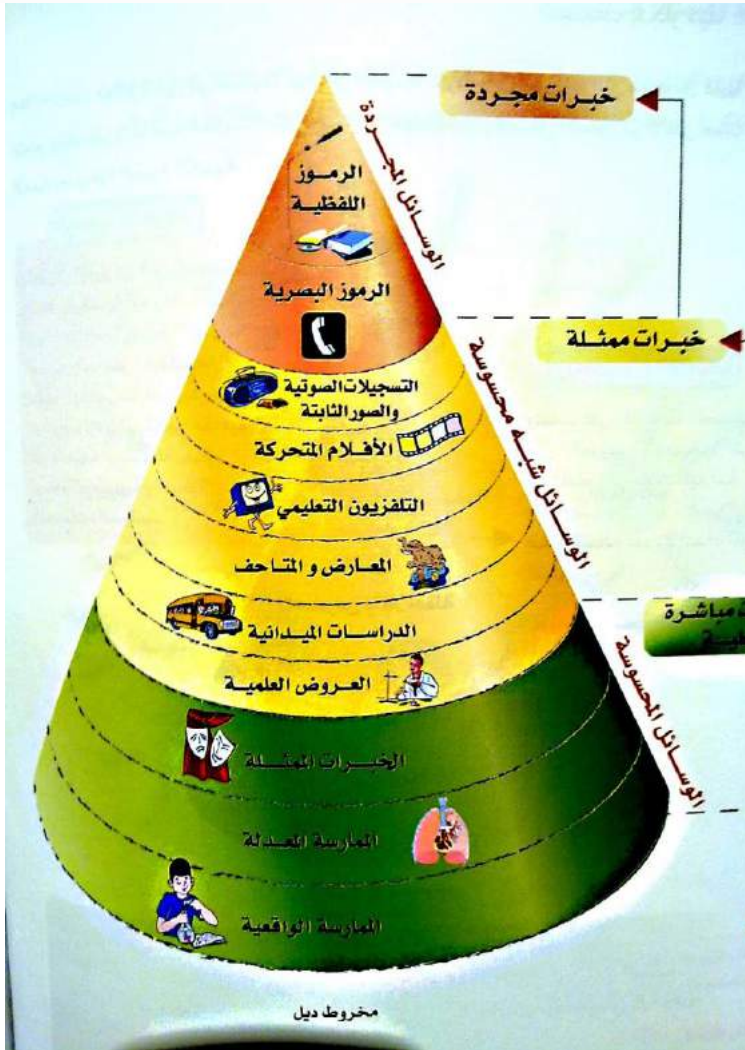 خبرات مجردة
الوسائل المجردة
الرموز
اللفظية
الرموز البصرية
خبرات ممثلة
الوسائل شبه محسوسة
التسجيلات الصوتية
والصور الثابتة
الأفلام المتحركة
التلفزيون التعليمي
المعارض و المتاحف
الدراسات الميدانية
العروض العلمية
مباشرة
الوسائل المحسوسة
الخبرات الممثلة
الممارسة المعدلة
الممارسة الواقعية
مخروط ديل